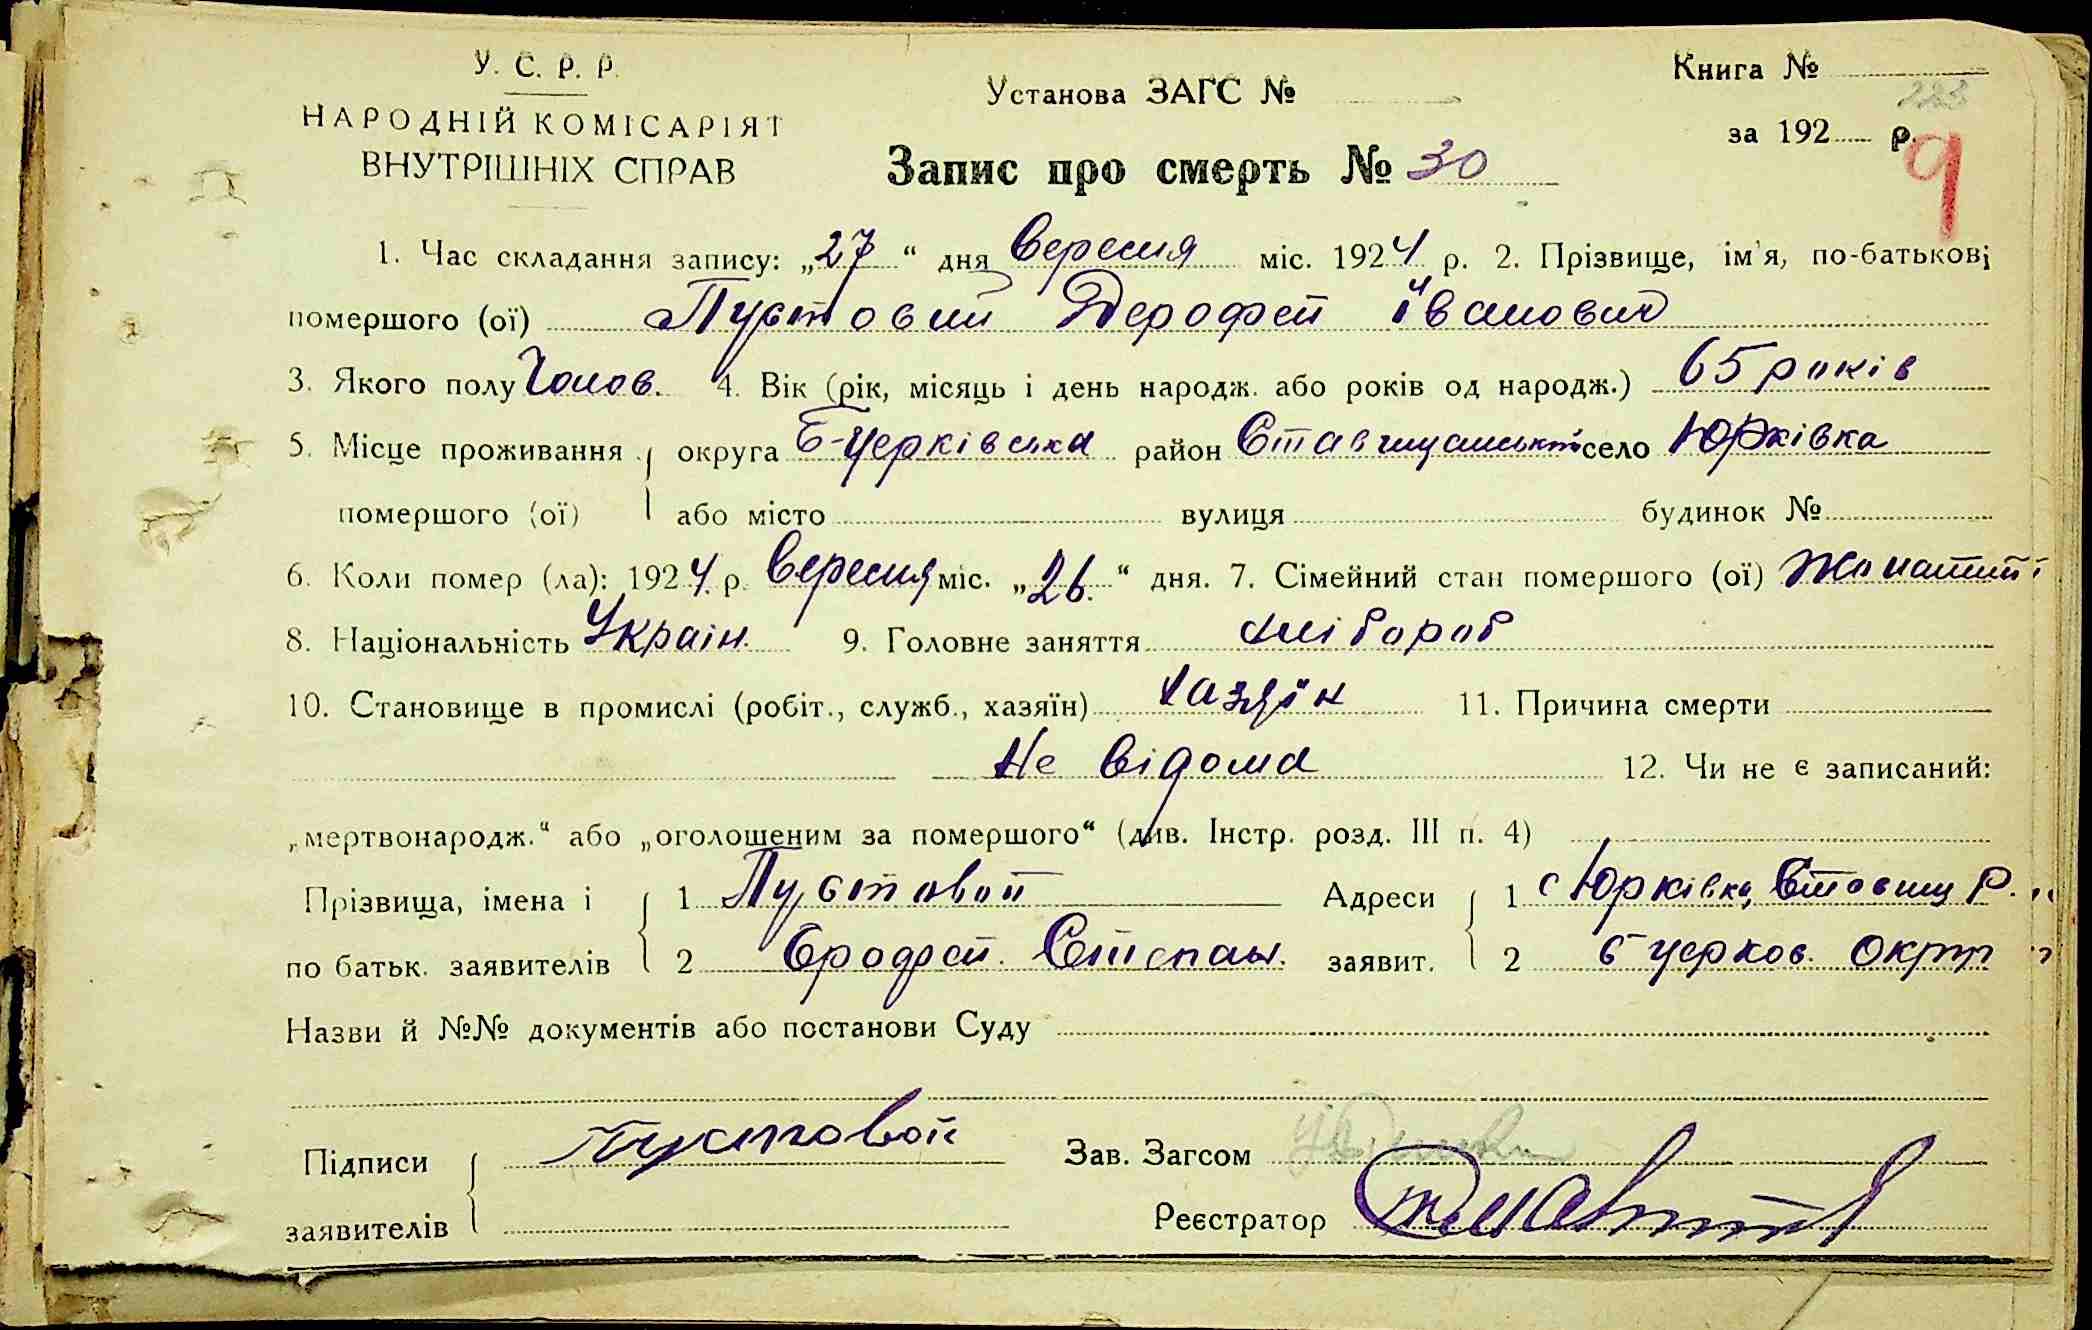 У. С. Р. Р.
НАРОДНІЙ КОМІСАРІЯТ
ВНУТРІШНІХ СПРАВ
Установа ЗАГС №
Книга №
223
за 192 р.
9
Запис про смерть № 30
1. Час складання запису: „27“ дня вересня міс. 1924 р. 2. Прізвище, ім'я, по-батькові
помершого (ої) Пустовий Ярофей Іванович
3. Якого полу Чолов. 4. Вік (рік, місяць і день народж. або років од народж.) 65 років
5. Місце проживання округа Б-Церківська район Ставищанський село Юрківка
помершого (ої) або місто вулиця будинок №
6. Коли помер (ла): 1924 р. вересня міс. „26.“ дня. 7. Сімейний стан помершого (ої) Жонатий
8. Національність Україн. 9. Головне заняття хлібороб
10. Становище в промислі (робіт., служб., хазяїн) хазяїн 11. Причина смерти
Не відома 12. Чи не є записаний:
„мертвонародж.“ або „оголошеним за помершого“ (див. Інстр. розд. III п. 4)
Прізвища, імена і 1 Пустовой Адреси 1 с Юрківка, Ставищ Р.
по батьк. заявителів 2 Єрофей. Степан. заявит. 2 б церков. окр
Назви й №№ документів або постанови Суду
Підписи Пустовой Зав. Загсом
заявителів Реєстратор